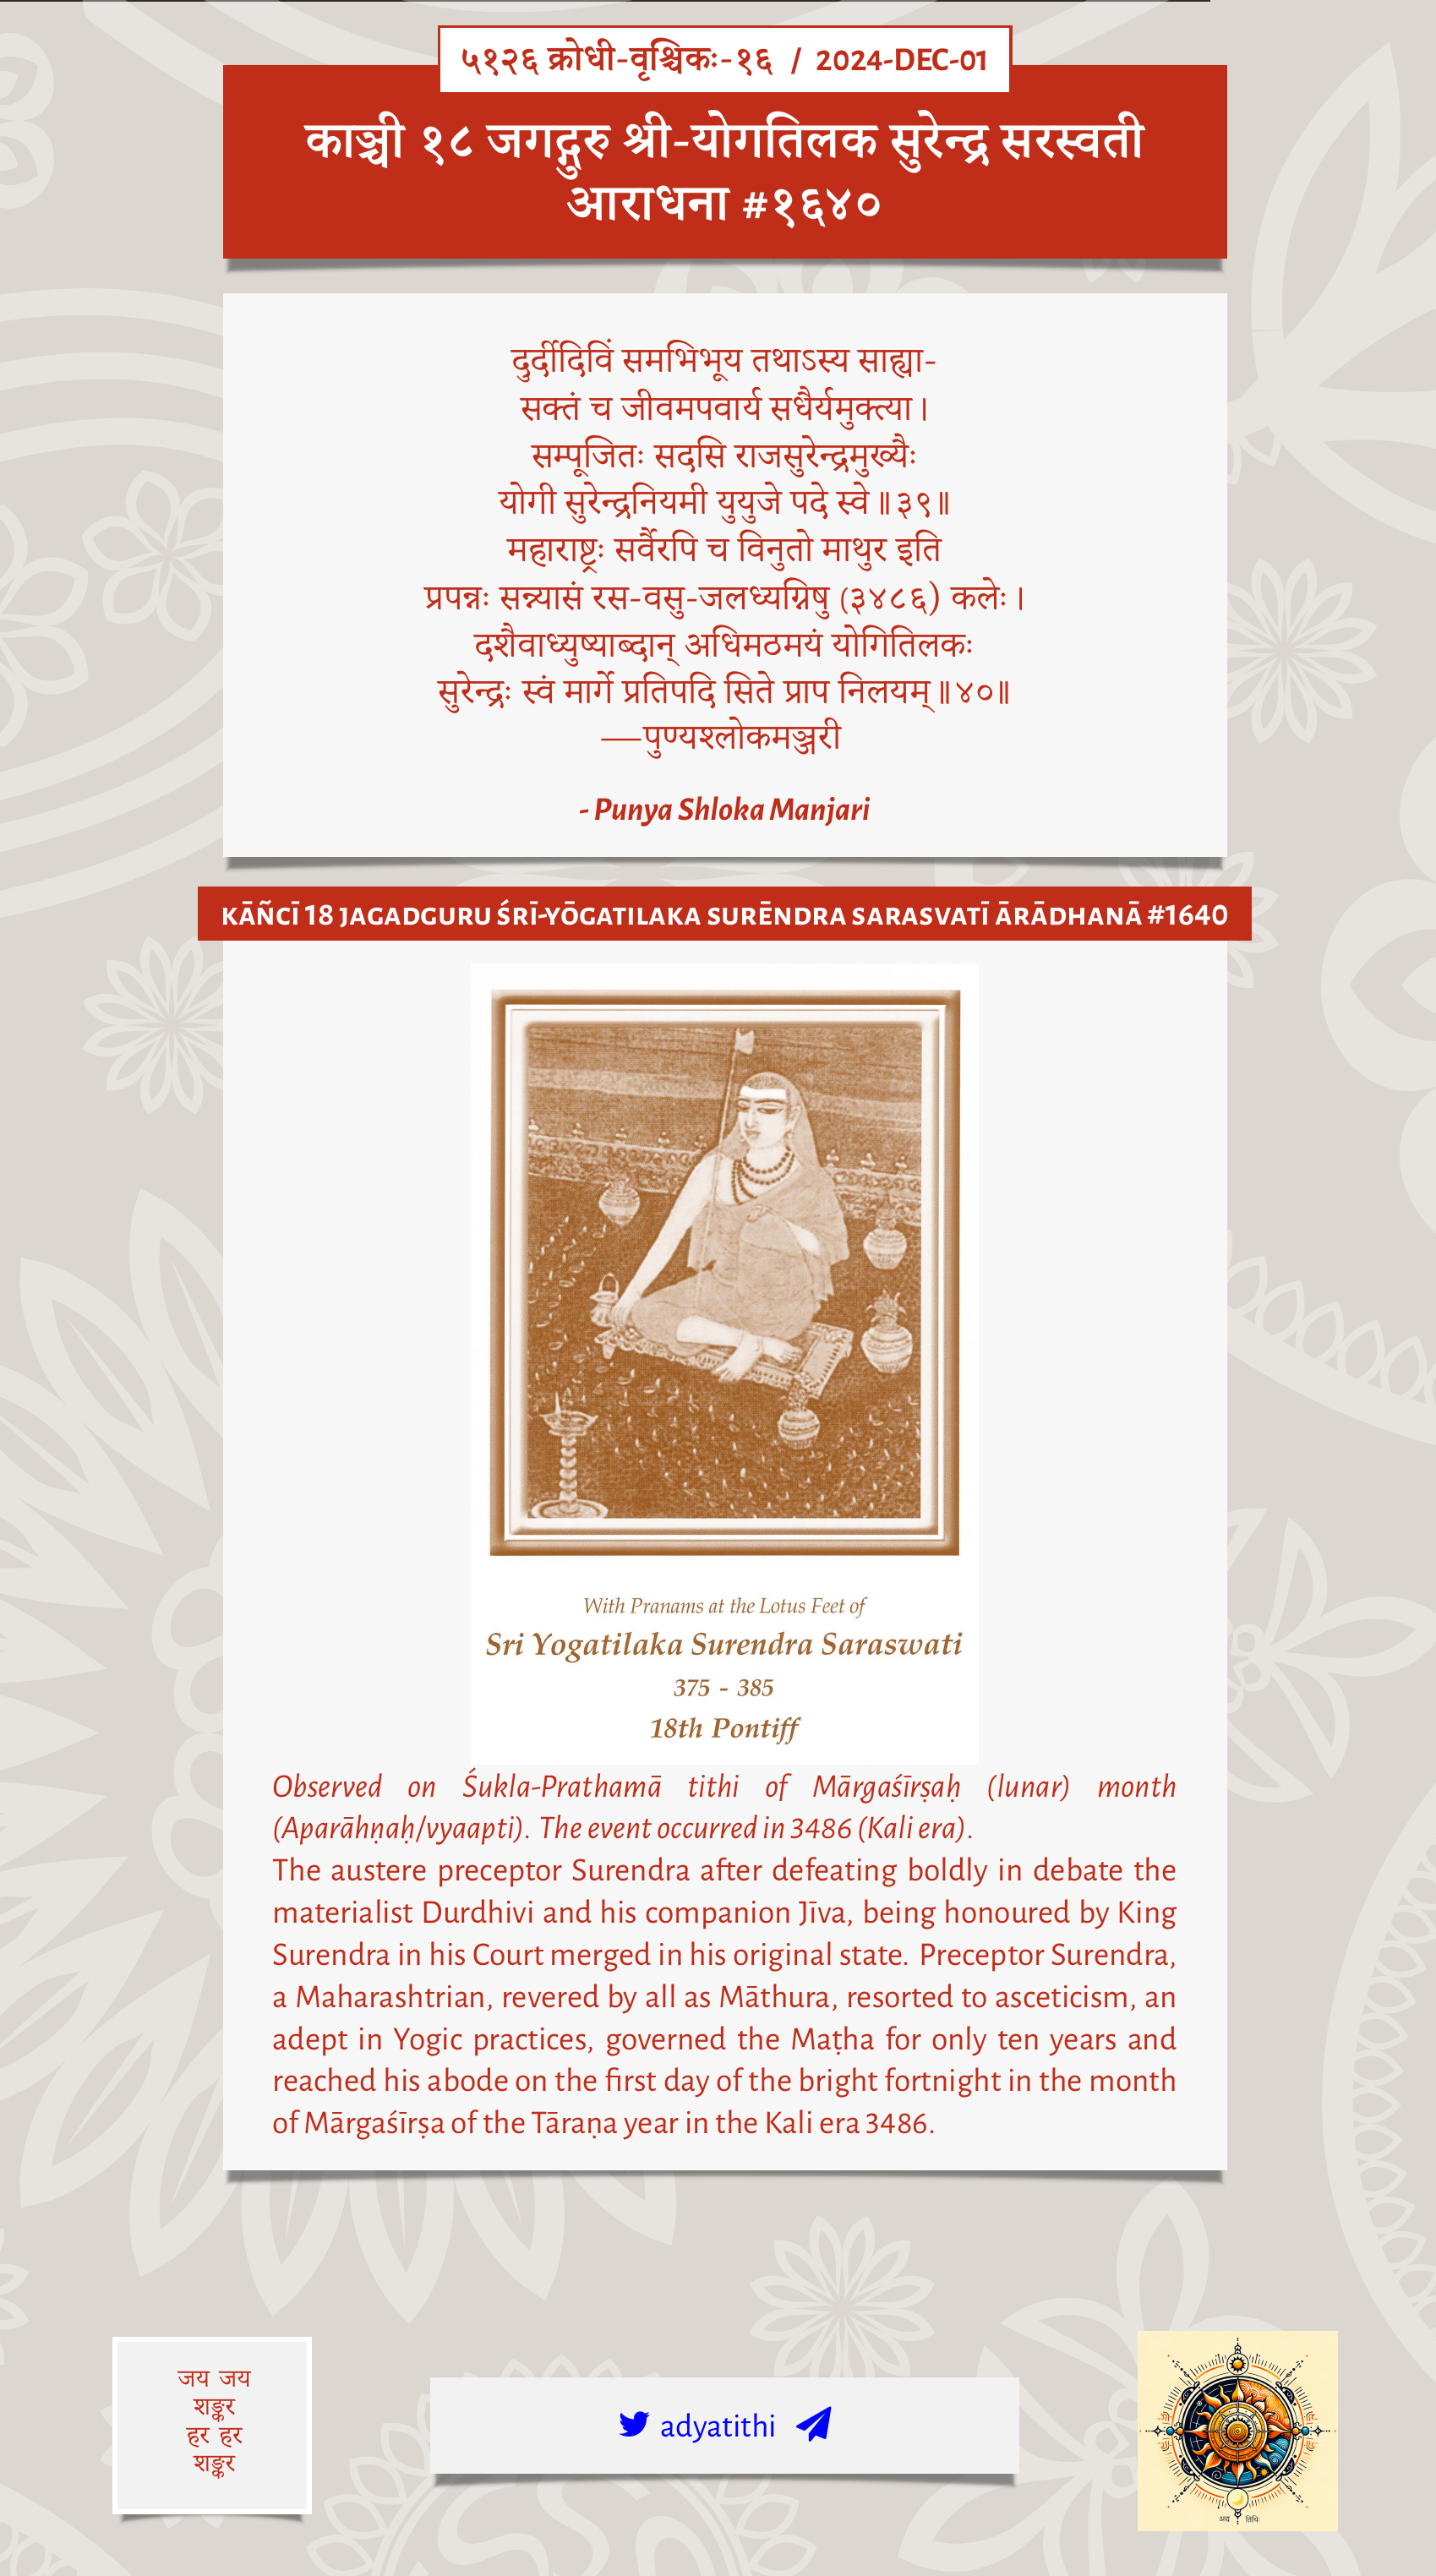 ५१२६ क्रोधी-वृश्चिकः-१६ / 2024-DEC-01
काञ्ची १८ जगद्गुरु श्री-योगतिलक सुरेन्द्र सरस्वती
आराधना #१६४०
दुर्दीदिविं समभिभूय तथाऽस्य साह्या-
सक्तं च जीवमपवार्य सधैर्यमुक्त्या।
सम्पूजितः सदसि राजसुरेन्द्रमुख्यैः
योगी सुरेन्द्रनियमी युयुजे पदे स्वे॥३९॥
महाराष्ट्रः सर्वैरपि च विनुतो माथुर इति
प्रपन्नः सन्न्यासं रस-वसु-जलध्यग्निषु (३४८६) कलेः।
दशैवाध्युष्याब्दान् अधिमठमयं योगितिलकः
सुरेन्द्रः स्वं मार्गे प्रतिपदि सिते प्राप निलयम्॥४०॥
—पुण्यश्लोकमञ्जरी
- Punya Shloka Manjari
KĀÑCĪ 18 JAGADGURU ŚRĪ-YŌGATILAKA SURĒNDRA SARASVATĪ ĀRĀDHANĀ #1640
With Pranams at the Lotus Feet of
Sri Yogatilaka Surendra Saraswati
375 - 385
18th Pontiff
Observed on Śukla-Prathamā tithi of Mārgaśīrṣaḥ (lunar) month
(Aparāhṇaḥ/vyaapti). The event occurred in 3486 (Kali era).
The austere preceptor Surendra after defeating boldly in debate the
materialist Durdhivi and his companion Jīva, being honoured by King
Surendra in his Court merged in his original state. Preceptor Surendra,
a Maharashtrian, revered by all as Māthura, resorted to asceticism, an
adept in Yogic practices, governed the Maṭha for only ten years and
reached his abode on the first day of the bright fortnight in the month
of Mārgaśīrṣa of the Tāraṇa year in the Kali era 3486.
जय जय
शङ्कर
हर हर
शङ्कर
adyatithi
अद्य तिथिः